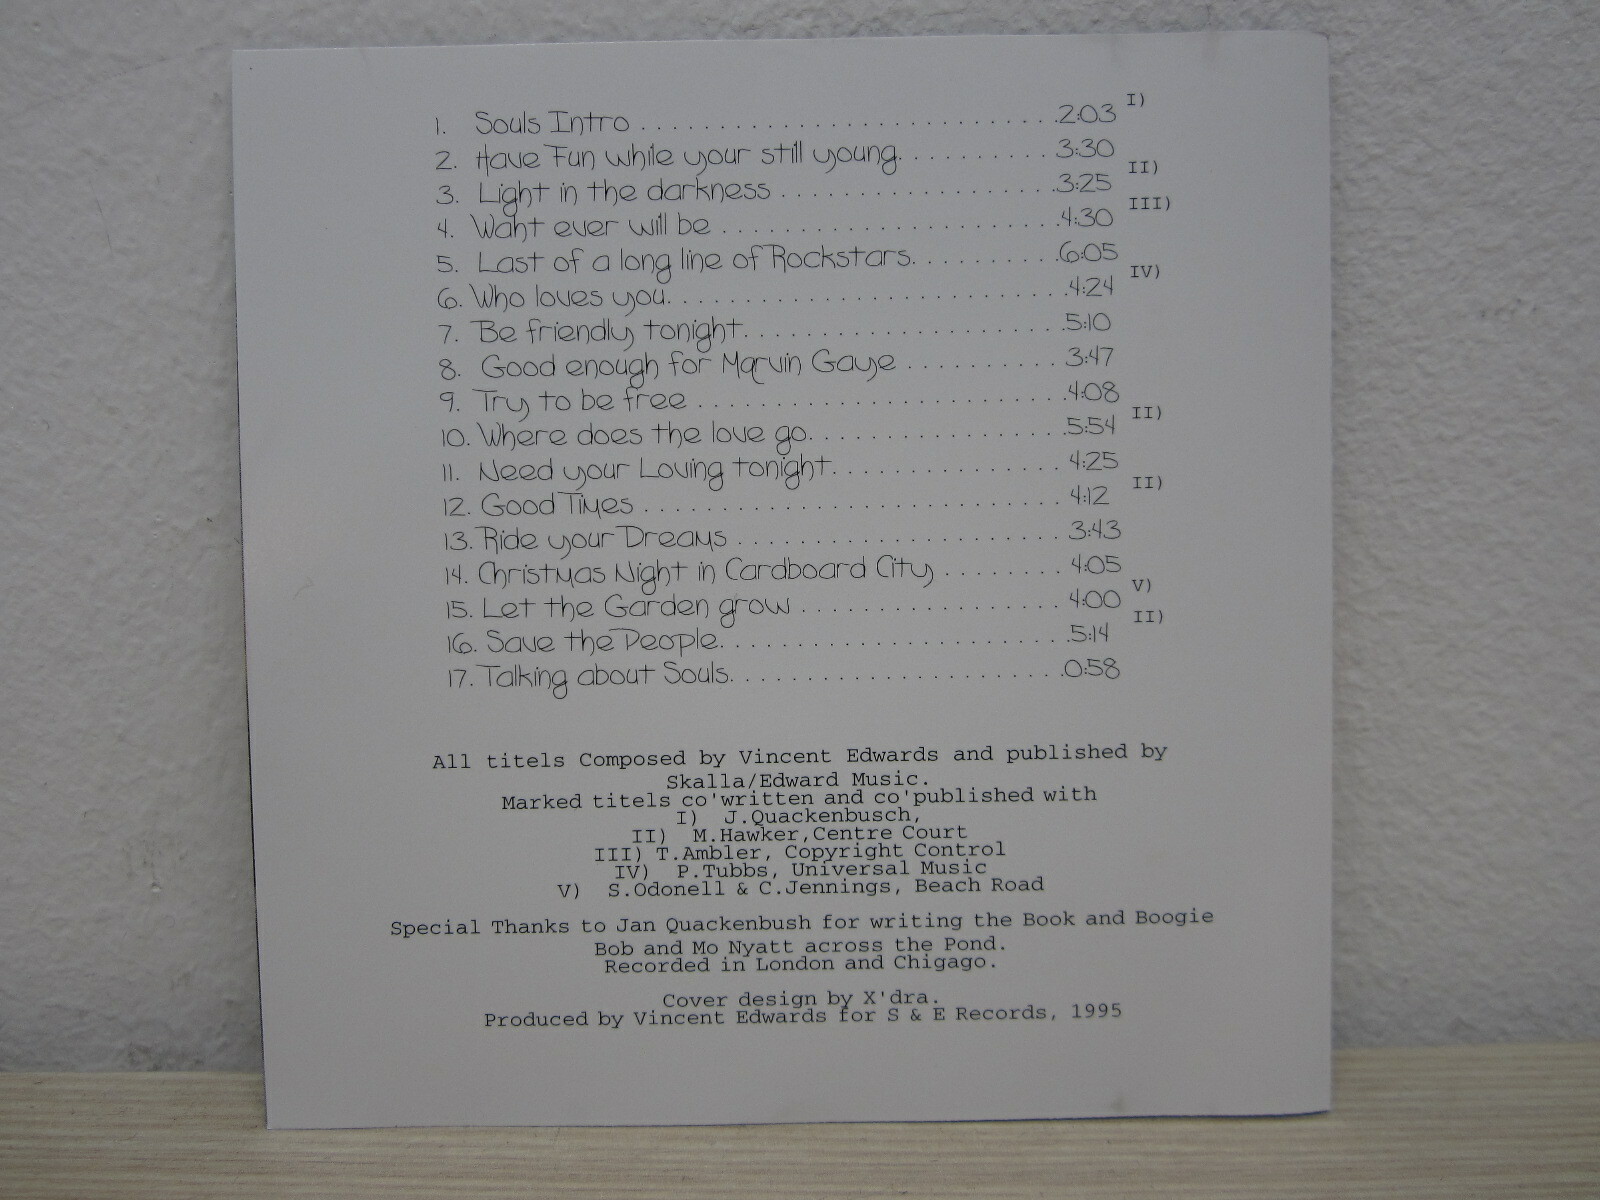 1. Souls Intro ..........................2:03 I)
2. Have Fun while your still young..........3:30
3. Light in the darkness .................3:25 II)
4. Waht ever will be .....................4:30 III)
5. Last of a long line of Rockstars..........6:05
6. Who loves you.........................4:24 IV)
7. Be friendly tonight....................5:10
8. Good enough for Marvin Gaye ..........3:47
9. Try to be free .......................4:08
10. Where does the love go................5:54 II)
11. Need your Loving tonight...............4:25
12. Good Times ..........................4:12 II)
13. Ride your Dreams ....................3:43
14. Christmas Night in Cardboard City ........4:05
15. Let the Garden grow .................4:00 V)
16. Save the People......................5:14 II)
17. Talking about Souls.....................0:58
All titels Composed by Vincent Edwards and published by
Skalla/Edward Music.
Marked titels co'written and co'published with
I) J.Quackenbusch,
II) M.Hawker,Centre Court
III) T.Ambler, Copyright Control
IV) P.Tubbs, Universal Music
V) S.Odonell & C.Jennings, Beach Road
Special Thanks to Jan Quackenbush for writing the Book and Boogie
Bob and Mo Nyatt across the Pond.
Recorded in London and Chigago.
Cover design by X'dra.
Produced by Vincent Edwards for S & E Records, 1995